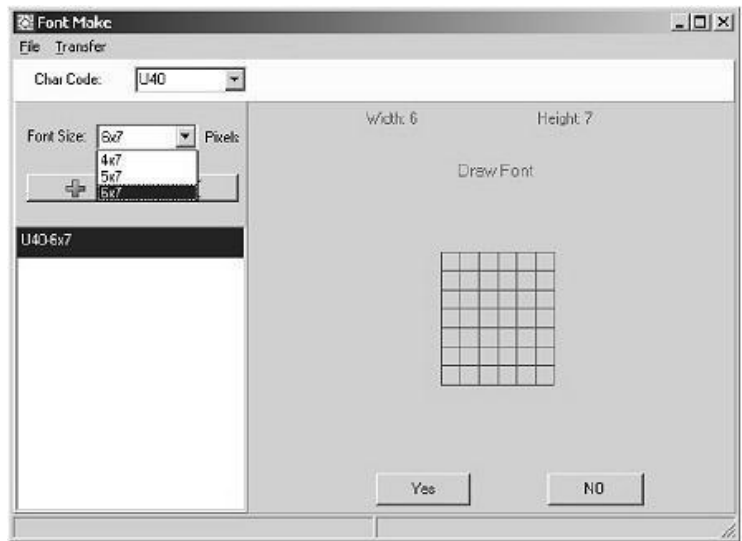 Font Make
File Transfer
Char Code: U40
Width: 6 Height: 7
Font Size: 6x7 Pixels
4x7
5x7
6x7
Draw Font
U40-6x7
Yes NO